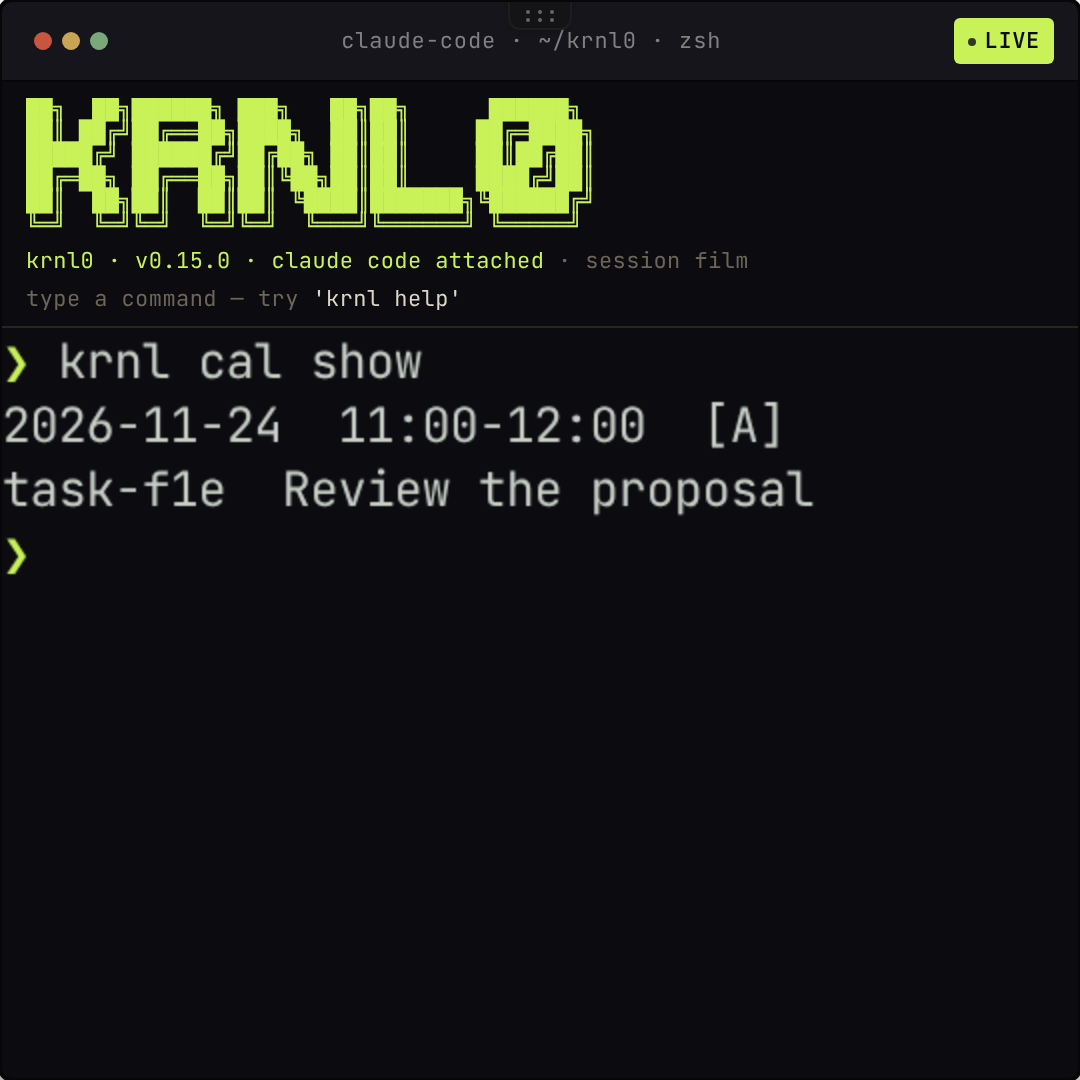 claude-code · ~/krnl0 · zsh
• LIVE
KRNL0
krnl0 · v0.15.0 · claude code attached · session film
type a command — try 'krnl help'
❯ krnl cal show
2026-11-24  11:00-12:00  [A]
task-f1e  Review the proposal
❯